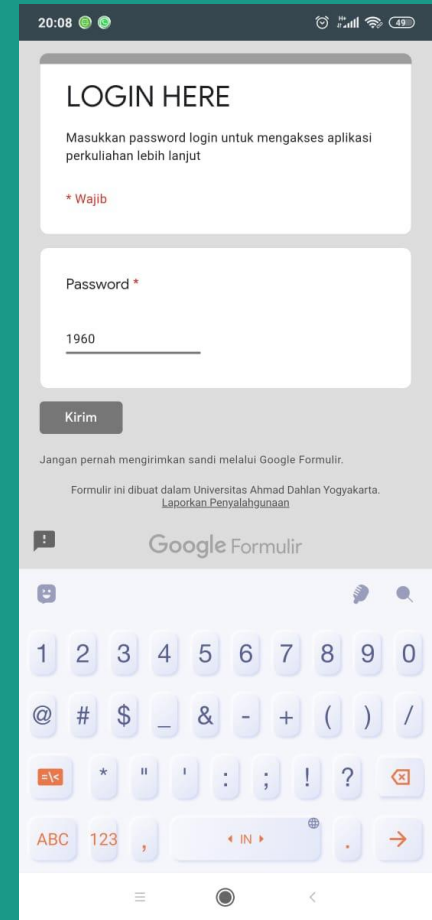 20:08
49
LOGIN HERE
Masukkan password login untuk mengakses aplikasi
perkuliahan lebih lanjut
* Wajib
Password *
1960
Kirim
Jangan pernah mengirimkan sandi melalui Google Formulir.
Formulir ini dibuat dalam Universitas Ahmad Dahlan Yogyakarta.
Laporkan Penyalahgunaan
Google Formulir
1 2 3 4 5 6 7 8 9 0
@ # $ _ & - + ( ) /
=\< * " ' : ; ! ?
ABC 123 , IN .